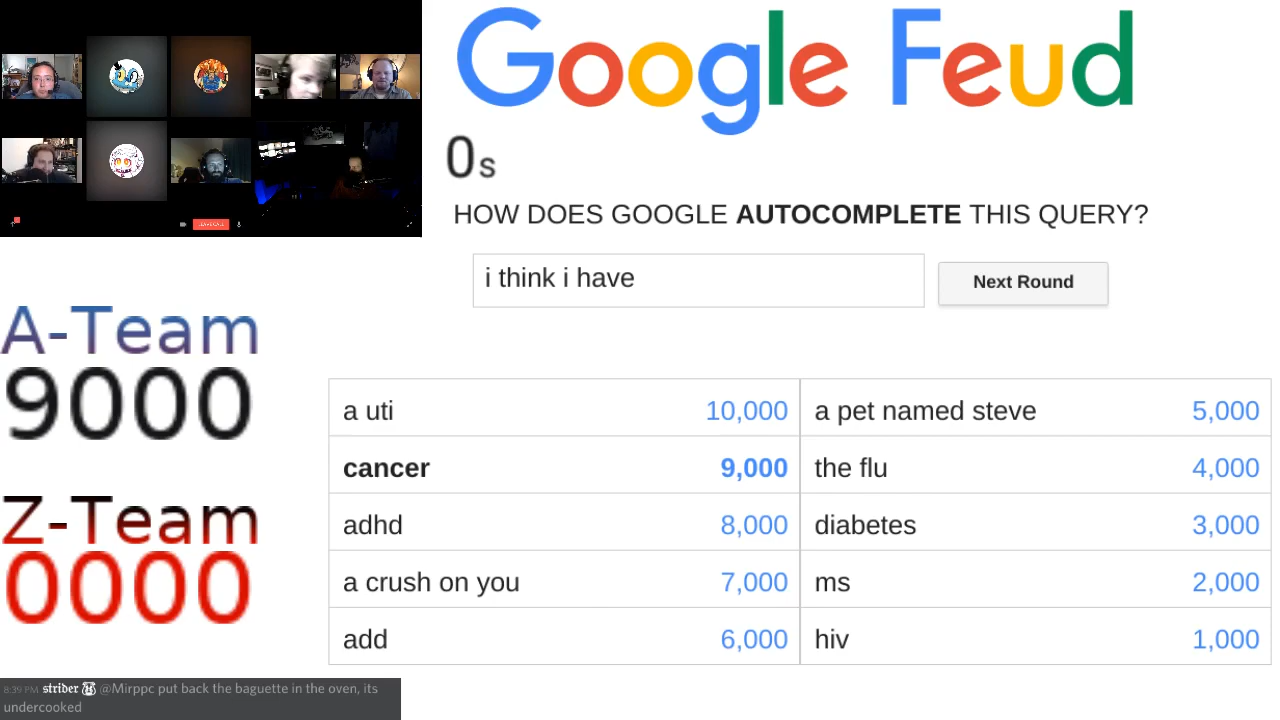 Google Feud
0s
HOW DOES GOOGLE AUTOCOMPLETE THIS QUERY?
i think i have
Next Round
A-Team
9000
Z-Team
0000
a uti 10,000
cancer 9,000
adhd 8,000
a crush on you 7,000
add 6,000
a pet named steve 5,000
the flu 4,000
diabetes 3,000
ms 2,000
hiv 1,000
8:39 PM strider @Mirppc put back the baguette in the oven, its
undercooked